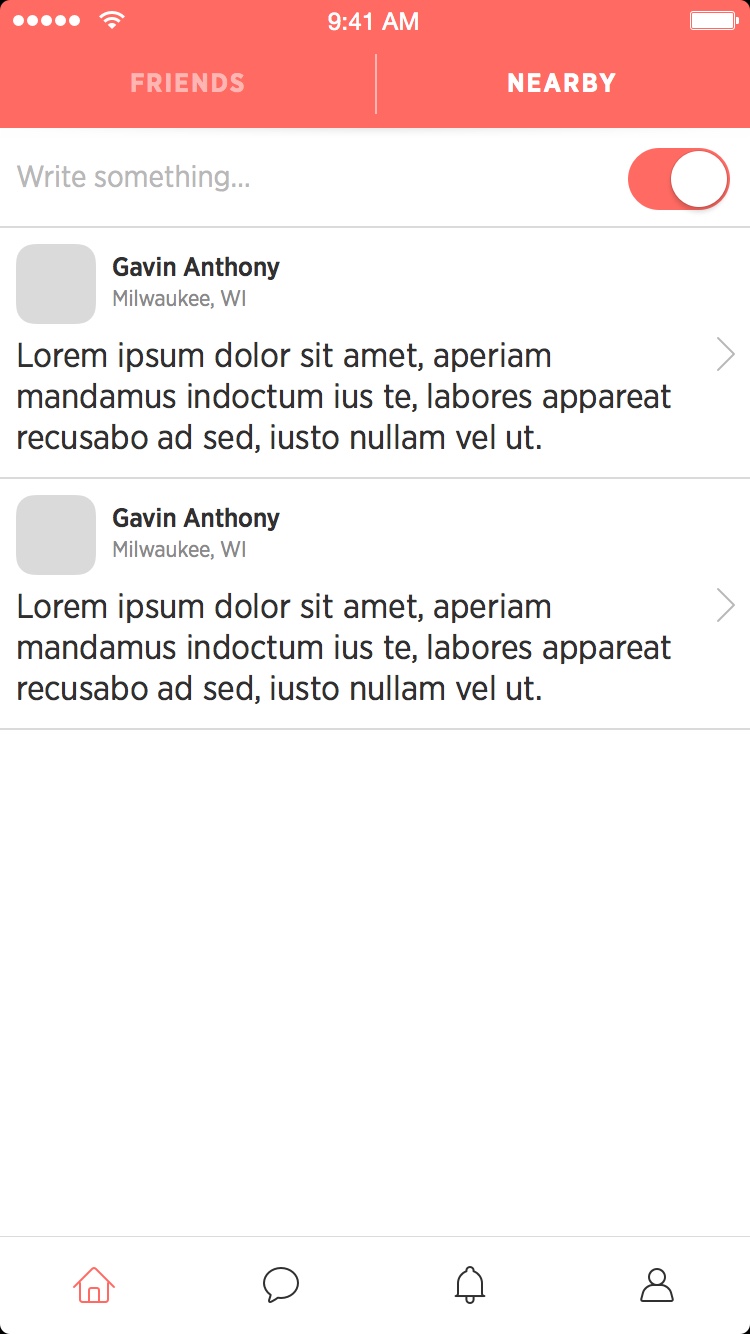 9:41 AM
FRIENDS
NEARBY
Write something...
Gavin Anthony
Milwaukee, WI
Lorem ipsum dolor sit amet, aperiam
mandamus indoctum ius te, labores appareat
recusabo ad sed, iusto nullam vel ut.
Gavin Anthony
Milwaukee, WI
Lorem ipsum dolor sit amet, aperiam
mandamus indoctum ius te, labores appareat
recusabo ad sed, iusto nullam vel ut.